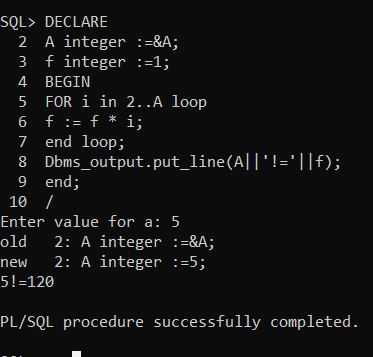 SQL> DECLARE
2 A integer :=&A;
3 f integer :=1;
4 BEGIN
5 FOR i in 2..A loop
6 f := f * i;
7 end loop;
8 Dbms_output.put_line(A||'!='||f);
9 end;
10 /
Enter value for a: 5
old 2: A integer :=&A;
new 2: A integer :=5;
5!=120
PL/SQL procedure successfully completed.